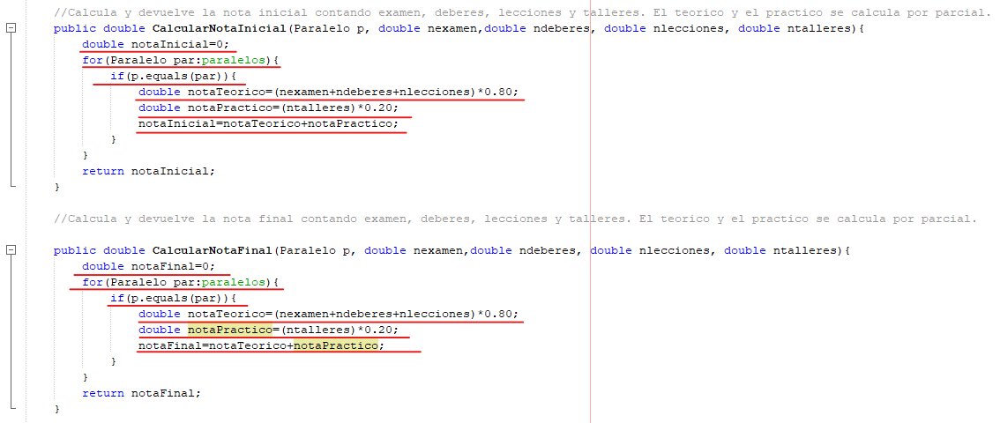 //Calcula y devuelve la nota inicial contando examen, deberes, lecciones y talleres. El teorico y el practico se calcula por parcial.
public double CalcularNotaInicial(Paralelo p, double nexamen,double ndeberes, double nlecciones, double ntalleres){
double notaInicial=0;
for(Paralelo par:paralelos){
if(p.equals(par)){
double notaTeorico=(nexamen+ndeberes+nlecciones)*0.80;
double notaPractico=(ntalleres)*0.20;
notaInicial=notaTeorico+notaPractico;
}
}
return notaInicial;
}
//Calcula y devuelve la nota final contando examen, deberes, lecciones y talleres. El teorico y el practico se calcula por parcial.
public double CalcularNotaFinal(Paralelo p, double nexamen,double ndeberes, double nlecciones, double ntalleres){
double notaFinal=0;
for(Paralelo par:paralelos){
if(p.equals(par)){
double notaTeorico=(nexamen+ndeberes+nlecciones)*0.80;
double notaPractico=(ntalleres)*0.20;
notaFinal=notaTeorico+notaPractico;
}
}
return notaFinal;
}